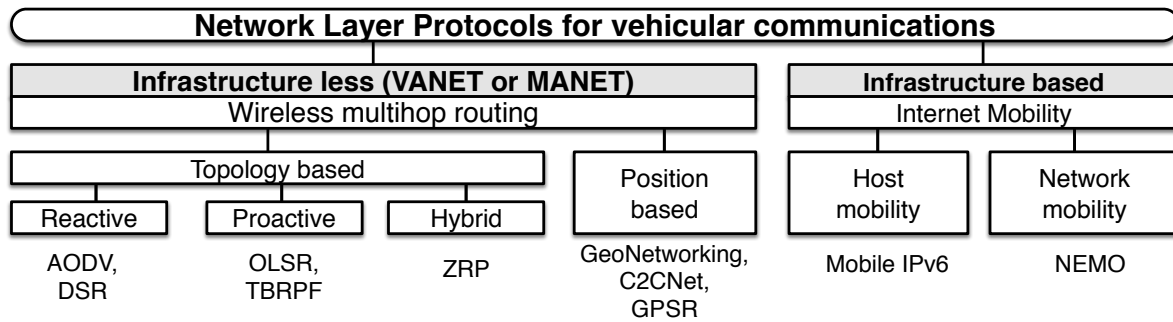 Network Layer Protocols for vehicular communications
Infrastructure less (VANET or MANET)
Wireless multihop routing
Infrastructure based
Internet Mobility
Topology based
Reactive
Proactive
Hybrid
Position
based
Host
mobility
Network
mobility
AODV,
DSR
OLSR,
TBRPF
ZRP
GeoNetworking,
C2CNet,
GPSR
Mobile IPv6
NEMO